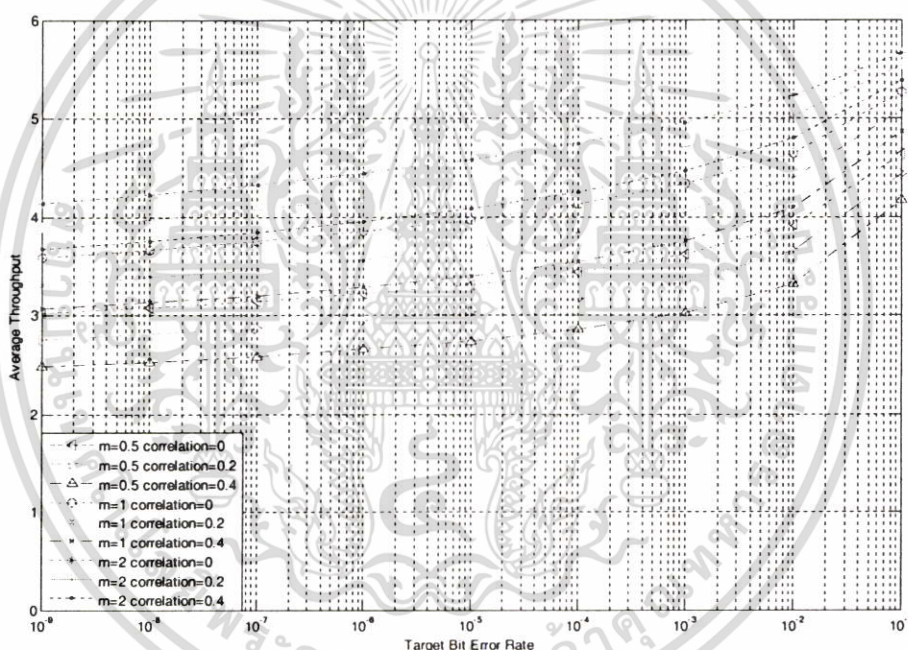 6
5
4
3
2
1
0
Average Throughput
m=0.5 correlation=0
m=0.5 correlation=0.2
m=0.5 correlation=0.4
m=1 correlation=0
m=1 correlation=0.2
m=1 correlation=0.4
m=2 correlation=0
m=2 correlation=0.2
m=2 correlation=0.4
10⁻⁹ 10⁻⁸ 10⁻⁷ 10⁻⁶ 10⁻⁵ 10⁻⁴ 10⁻³ 10⁻²
Target Bit Error Rate